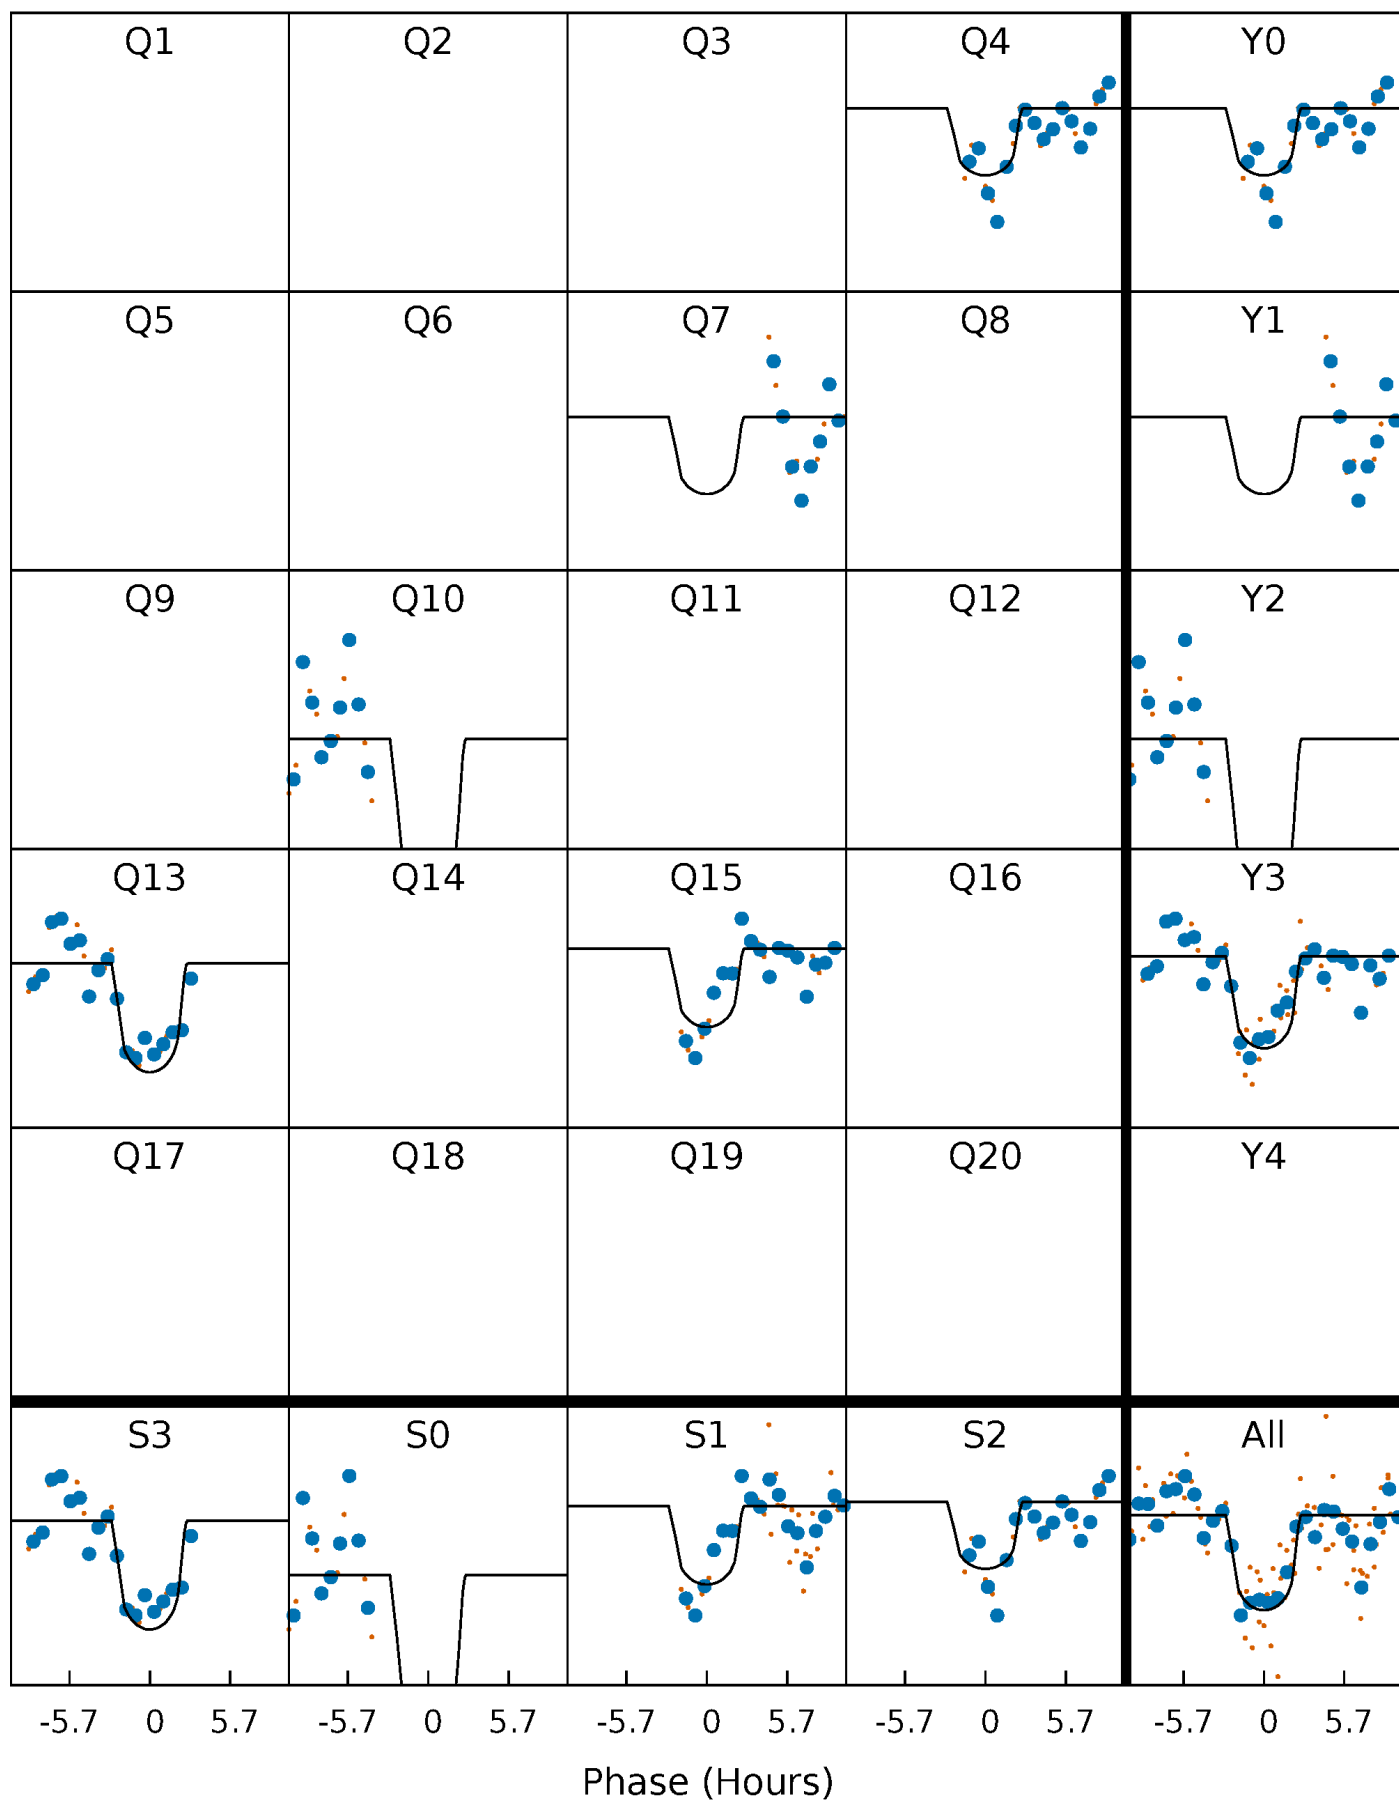 Q1 Q2 Q3 Q4 Y0
Q5 Q6 Q7 Q8 Y1
Q9 Q10 Q11 Q12 Y2
Q13 Q14 Q15 Q16 Y3
Q17 Q18 Q19 Q20 Y4
S3 S0 S1 S2 All
-5.7 0 5.7 -5.7 0 5.7 -5.7 0 5.7 -5.7 0 5.7 -5.7 0 5.7
Phase (Hours)